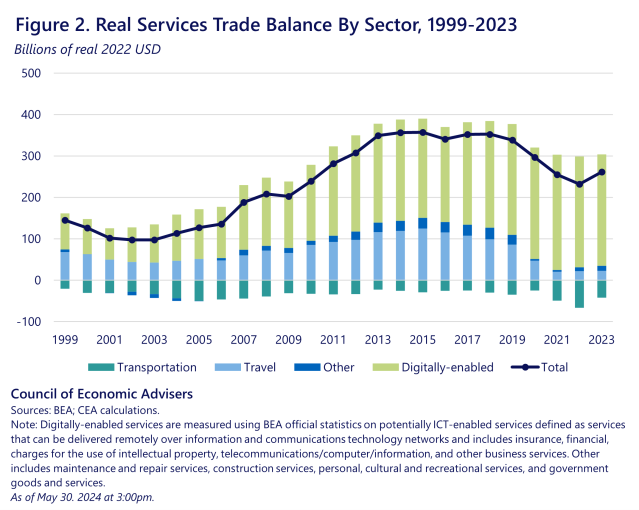 Figure 2. Real Services Trade Balance By Sector, 1999-2023
Billions of real 2022 USD
500
400
300
200
100
0
-100
1999 2001 2003 2005 2007 2009 2011 2013 2015 2017 2019 2021 2023
Transportation Travel Other Digitally-enabled Total
Council of Economic Advisers
Sources: BEA; CEA calculations.
Note: Digitally-enabled services are measured using BEA official statistics on potentially ICT-enabled services defined as services
that can be delivered remotely over information and communications technology networks and includes insurance, financial,
charges for the use of intellectual property, telecommunications/computer/information, and other business services. Other
includes maintenance and repair services, construction services, personal, cultural and recreational services, and government
goods and services.
As of May 30. 2024 at 3:00pm.